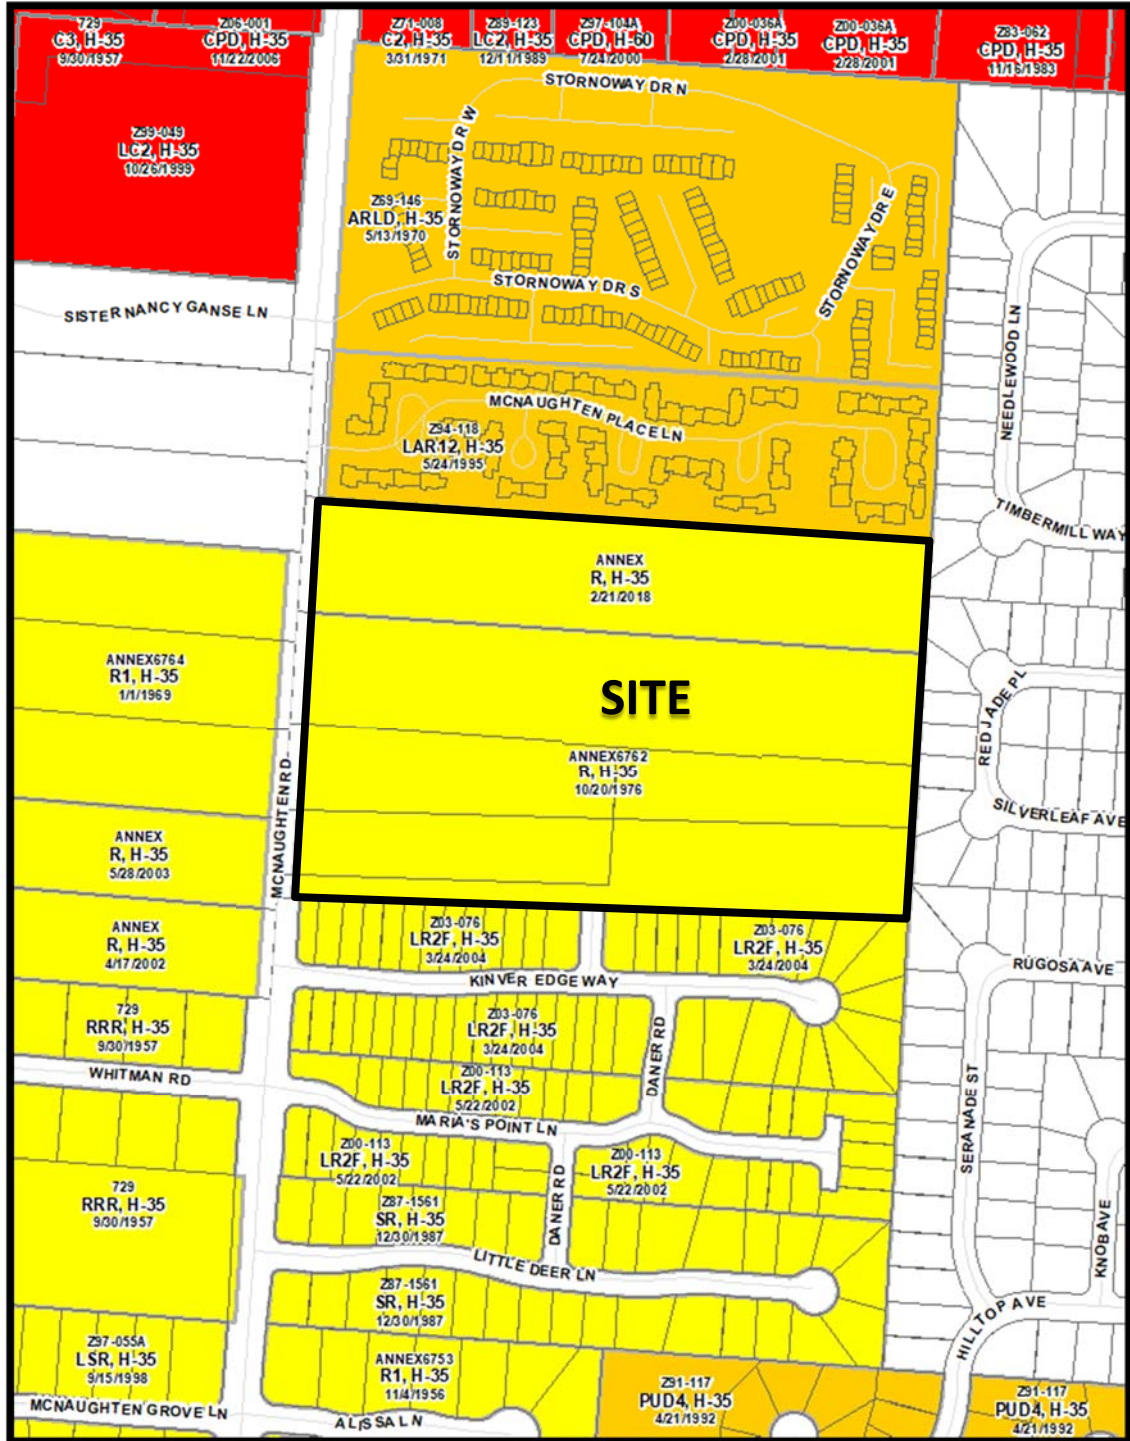 729
C3, H-35
9/30/1957
Z06-001
CPD, H-35
11/22/2006
Z71-008
C2, H-35
3/31/1971
Z89-123
LC2, H-35
12/11/1989
Z97-104A
CPD, H-60
7/24/2000
Z00-036A
CPD, H-35
2/28/2001
Z00-036A
CPD, H-35
2/28/2001
Z83-062
CPD, H-35
11/16/1983
STORNOWAY DR N
Z99-049
LC2, H-35
10/26/1999
STORNOWAY DR W
Z69-146
ARLD, H-35
5/13/1970
STORNOWAY DR E
STORNOWAY DR S
SISTER NANCY GANSE LN
NEEDLEWOOD LN
MCNAUGHTEN PLACE LN
Z94-118
LAR12, H-35
5/24/1995
TIMBERMILL WAY
ANNEX
R, H-35
2/21/2018
ANNEX6764
R1, H-35
1/1/1969
SITE
RED JADE PL
ANNEX6762
R, H-35
10/20/1976
MCNAUGHTEN RD
SILVERLEAF AVE
ANNEX
R, H-35
5/28/2003
ANNEX
R, H-35
4/17/2002
Z03-076
LR2F, H-35
3/24/2004
Z03-076
LR2F, H-35
3/24/2004
RUGOSA AVE
KINVER EDGE WAY
729
RRR, H-35
9/30/1957
Z03-076
LR2F, H-35
3/24/2004
DANER RD
WHITMAN RD
Z00-113
LR2F, H-35
5/22/2002
SERANADE ST
MARIA'S POINT LN
Z00-113
LR2F, H-35
5/22/2002
Z00-113
LR2F, H-35
5/22/2002
DANER RD
729
RRR, H-35
9/30/1957
Z87-1561
SR, H-35
12/30/1987
KNOB AVE
LITTLE DEER LN
Z87-1561
SR, H-35
12/30/1987
HILLTOP AVE
Z97-055A
LSR, H-35
9/15/1998
ANNEX6753
R1, H-35
11/4/1956
Z91-117
PUD4, H-35
4/21/1992
Z91-117
PUD4, H-35
4/21/1992
MCNAUGHTEN GROVE LN
ALISSA LN